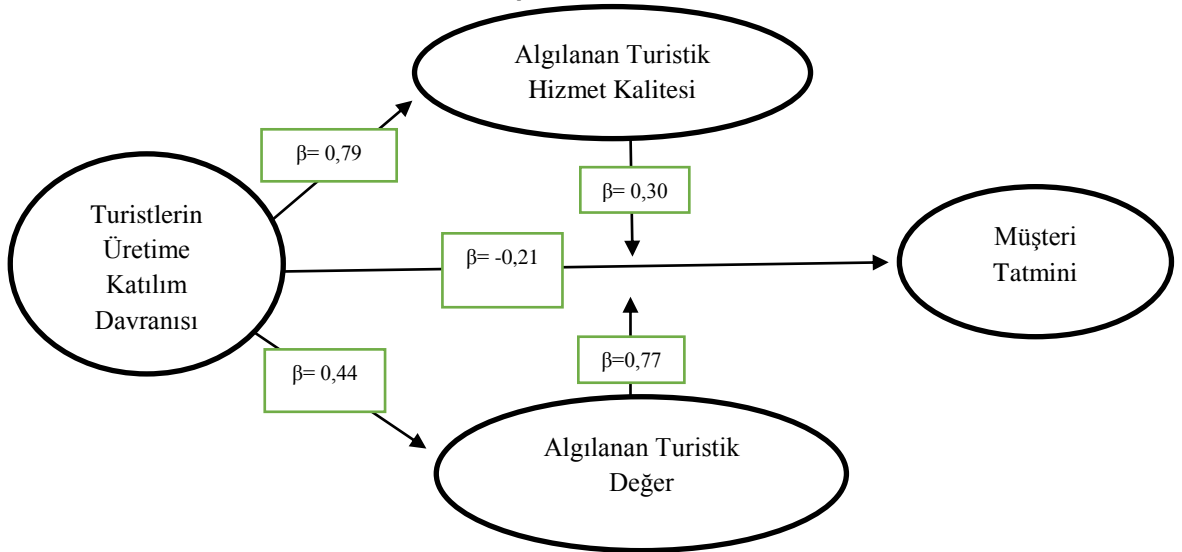 Algılanan Turistik
Hizmet Kalitesi
β= 0,79
β= 0,30
Turistlerin
Üretime
Katılım
Davranısı
β= -0,21
Müşteri
Tatmini
β= 0,44
β=0,77
Algılanan Turistik
Değer